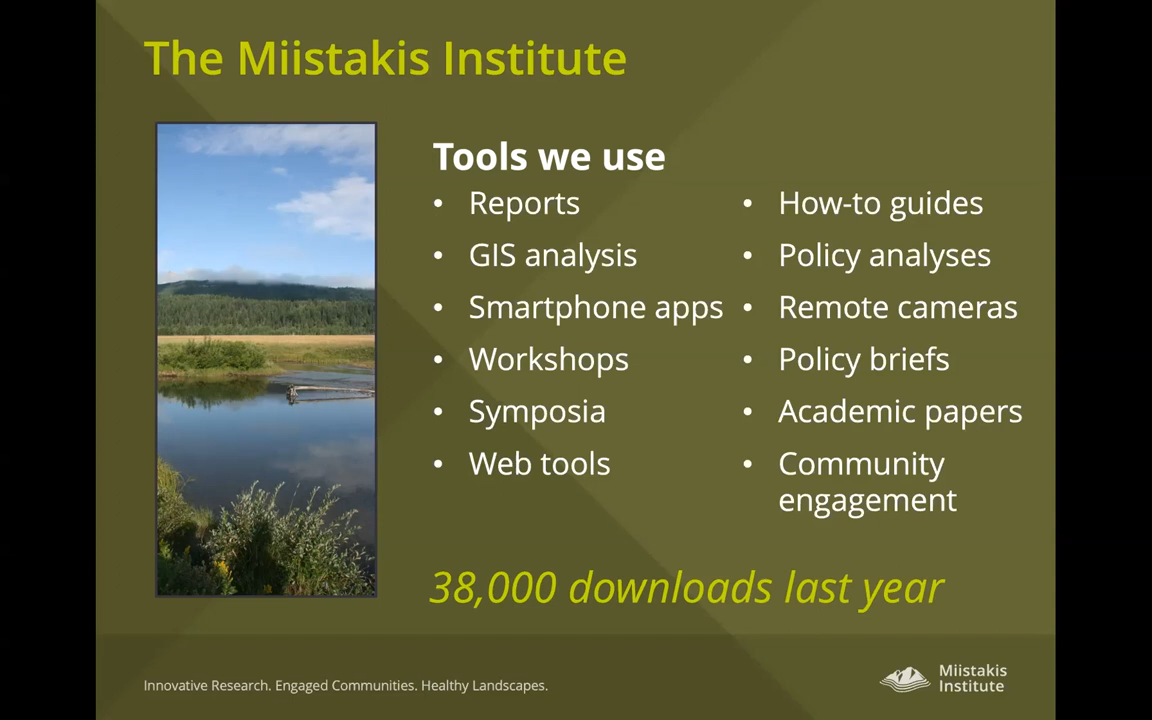 The Miistakis Institute
Tools we use
Reports
GIS analysis
Smartphone apps
Workshops
Symposia
Web tools
How-to guides
Policy analyses
Remote cameras
Policy briefs
Academic papers
Community
engagement
38,000 downloads last year
Innovative Research. Engaged Communities. Healthy Landscapes.
Miistakis
Institute